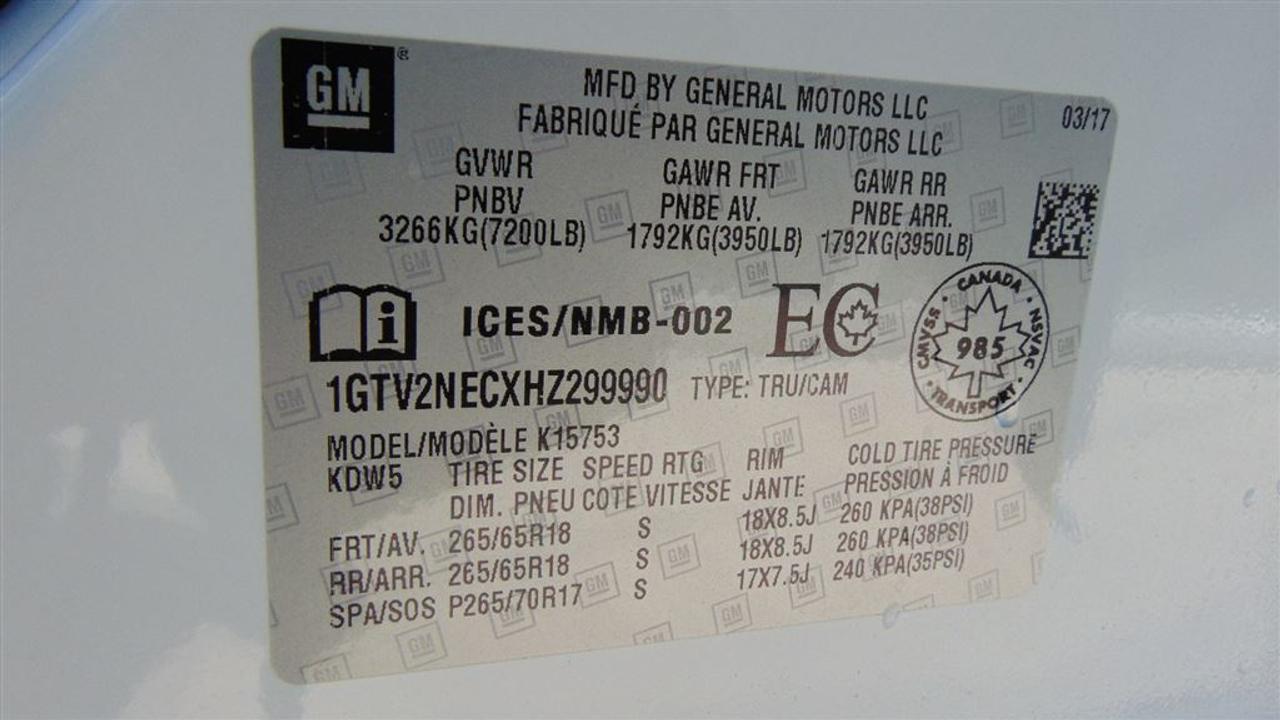 GM ®
MFD BY GENERAL MOTORS LLC
03/17
FABRIQUÉ PAR GENERAL MOTORS LLC
GVWR GAWR FRT GAWR RR
PNBV PNBE AV. PNBE ARR.
3266KG(7200LB) 1792KG(3950LB) 1792KG(3950LB)
i ICES/NMB-002 EC
CANADA · NSVAC · TRANSPORT · CMVSS
985
1GTV2NECXHZ299990 TYPE: TRU/CAM
MODEL/MODÈLE K15753
KDW5 TIRE SIZE SPEED RTG RIM COLD TIRE PRESSURE
DIM. PNEU COTE VITESSE JANTE PRESSION À FROID
FRT/AV. 265/65R18 S 18X8.5J 260 KPA(38PSI)
RR/ARR. 265/65R18 S 18X8.5J 260 KPA(38PSI)
SPA/SOS P265/70R17 S 17X7.5J 240 KPA(35PSI)